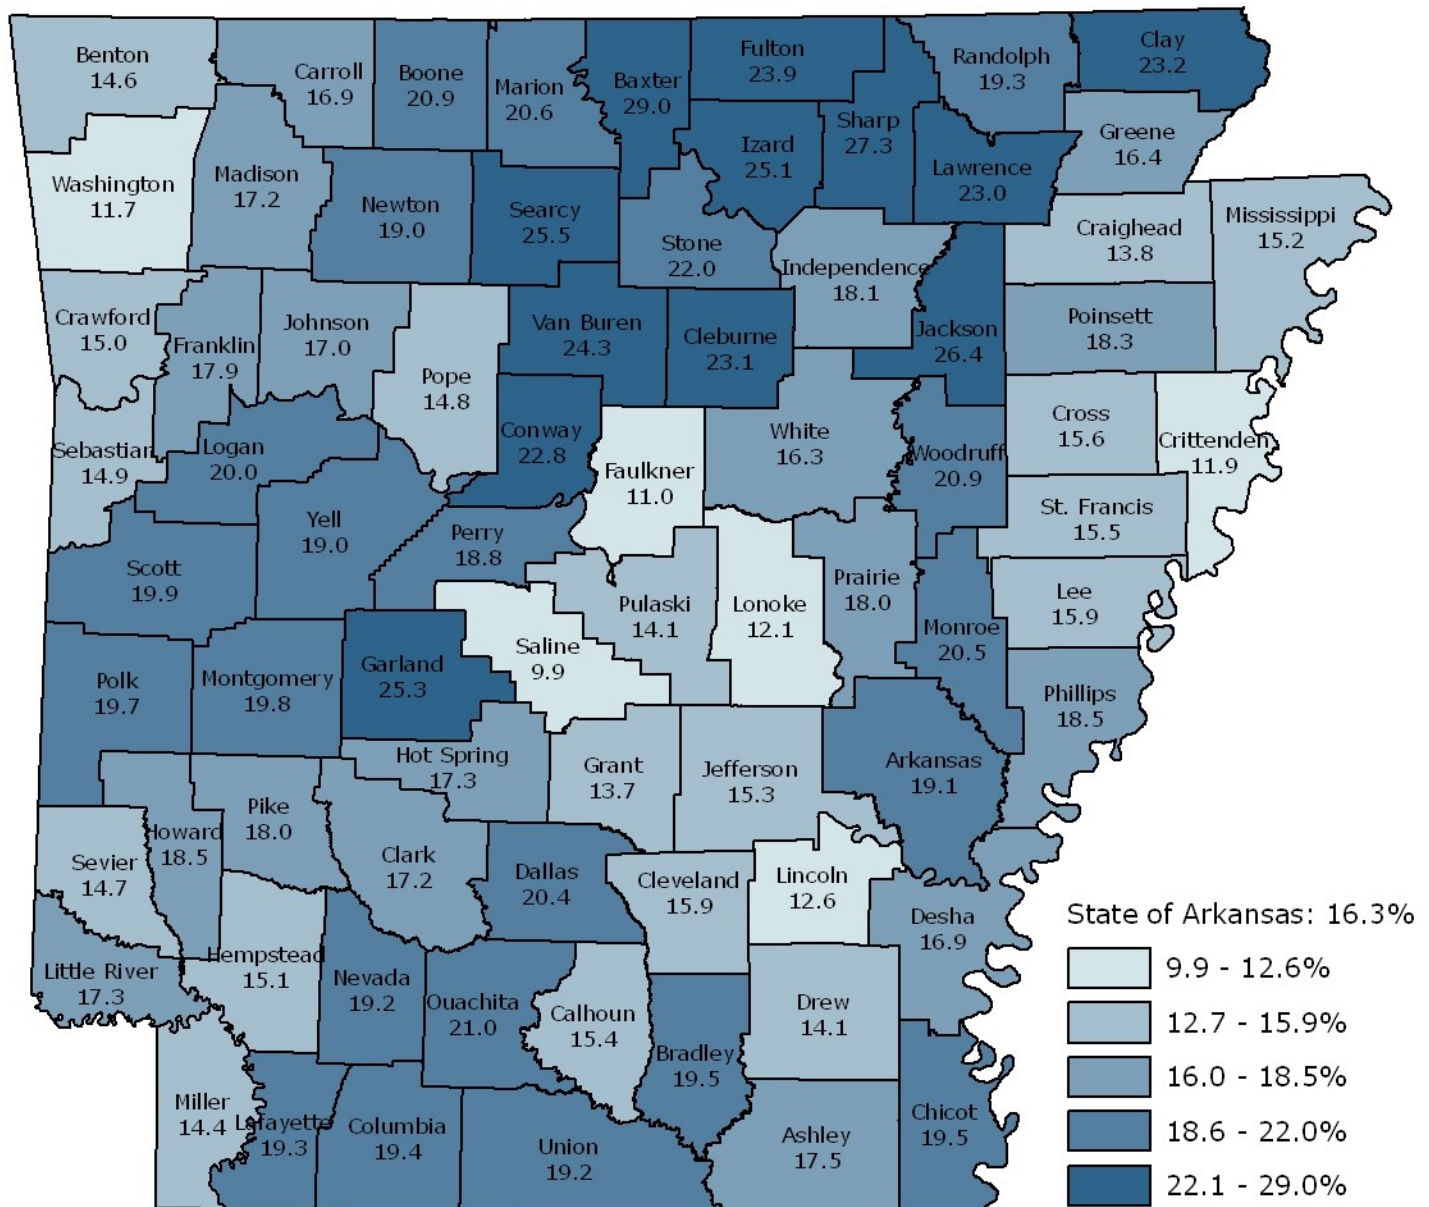 Benton
14.6
Carroll
16.9
Boone
20.9
Marion
20.6
Baxter
29.0
Fulton
23.9
Randolph
19.3
Clay
23.2
Washington
11.7
Madison
17.2
Newton
19.0
Searcy
25.5
Stone
22.0
Izard
25.1
Sharp
27.3
Lawrence
23.0
Greene
16.4
Craighead
13.8
Mississippi
15.2
Crawford
15.0
Franklin
17.9
Johnson
17.0
Pope
14.8
Van Buren
24.3
Cleburne
23.1
Independence
18.1
Jackson
26.4
Poinsett
18.3
Sebastian
14.9
Logan
20.0
Conway
22.8
Faulkner
11.0
White
16.3
Woodruff
20.9
Cross
15.6
Crittenden
11.9
Scott
19.9
Yell
19.0
Perry
18.8
St. Francis
15.5
Pulaski
14.1
Lonoke
12.1
Prairie
18.0
Monroe
20.5
Lee
15.9
Polk
19.7
Montgomery
19.8
Garland
25.3
Saline
9.9
Phillips
18.5
Hot Spring
17.3
Grant
13.7
Jefferson
15.3
Arkansas
19.1
Sevier
14.7
Howard
18.5
Pike
18.0
Clark
17.2
Dallas
20.4
Cleveland
15.9
Lincoln
12.6
Desha
16.9
Little River
17.3
Hempstead
15.1
Nevada
19.2
Ouachita
21.0
Calhoun
15.4
Bradley
19.5
Drew
14.1
Miller
14.4
Lafayette
19.3
Columbia
19.4
Union
19.2
Ashley
17.5
Chicot
19.5
State of Arkansas: 16.3%
9.9 - 12.6%
12.7 - 15.9%
16.0 - 18.5%
18.6 - 22.0%
22.1 - 29.0%